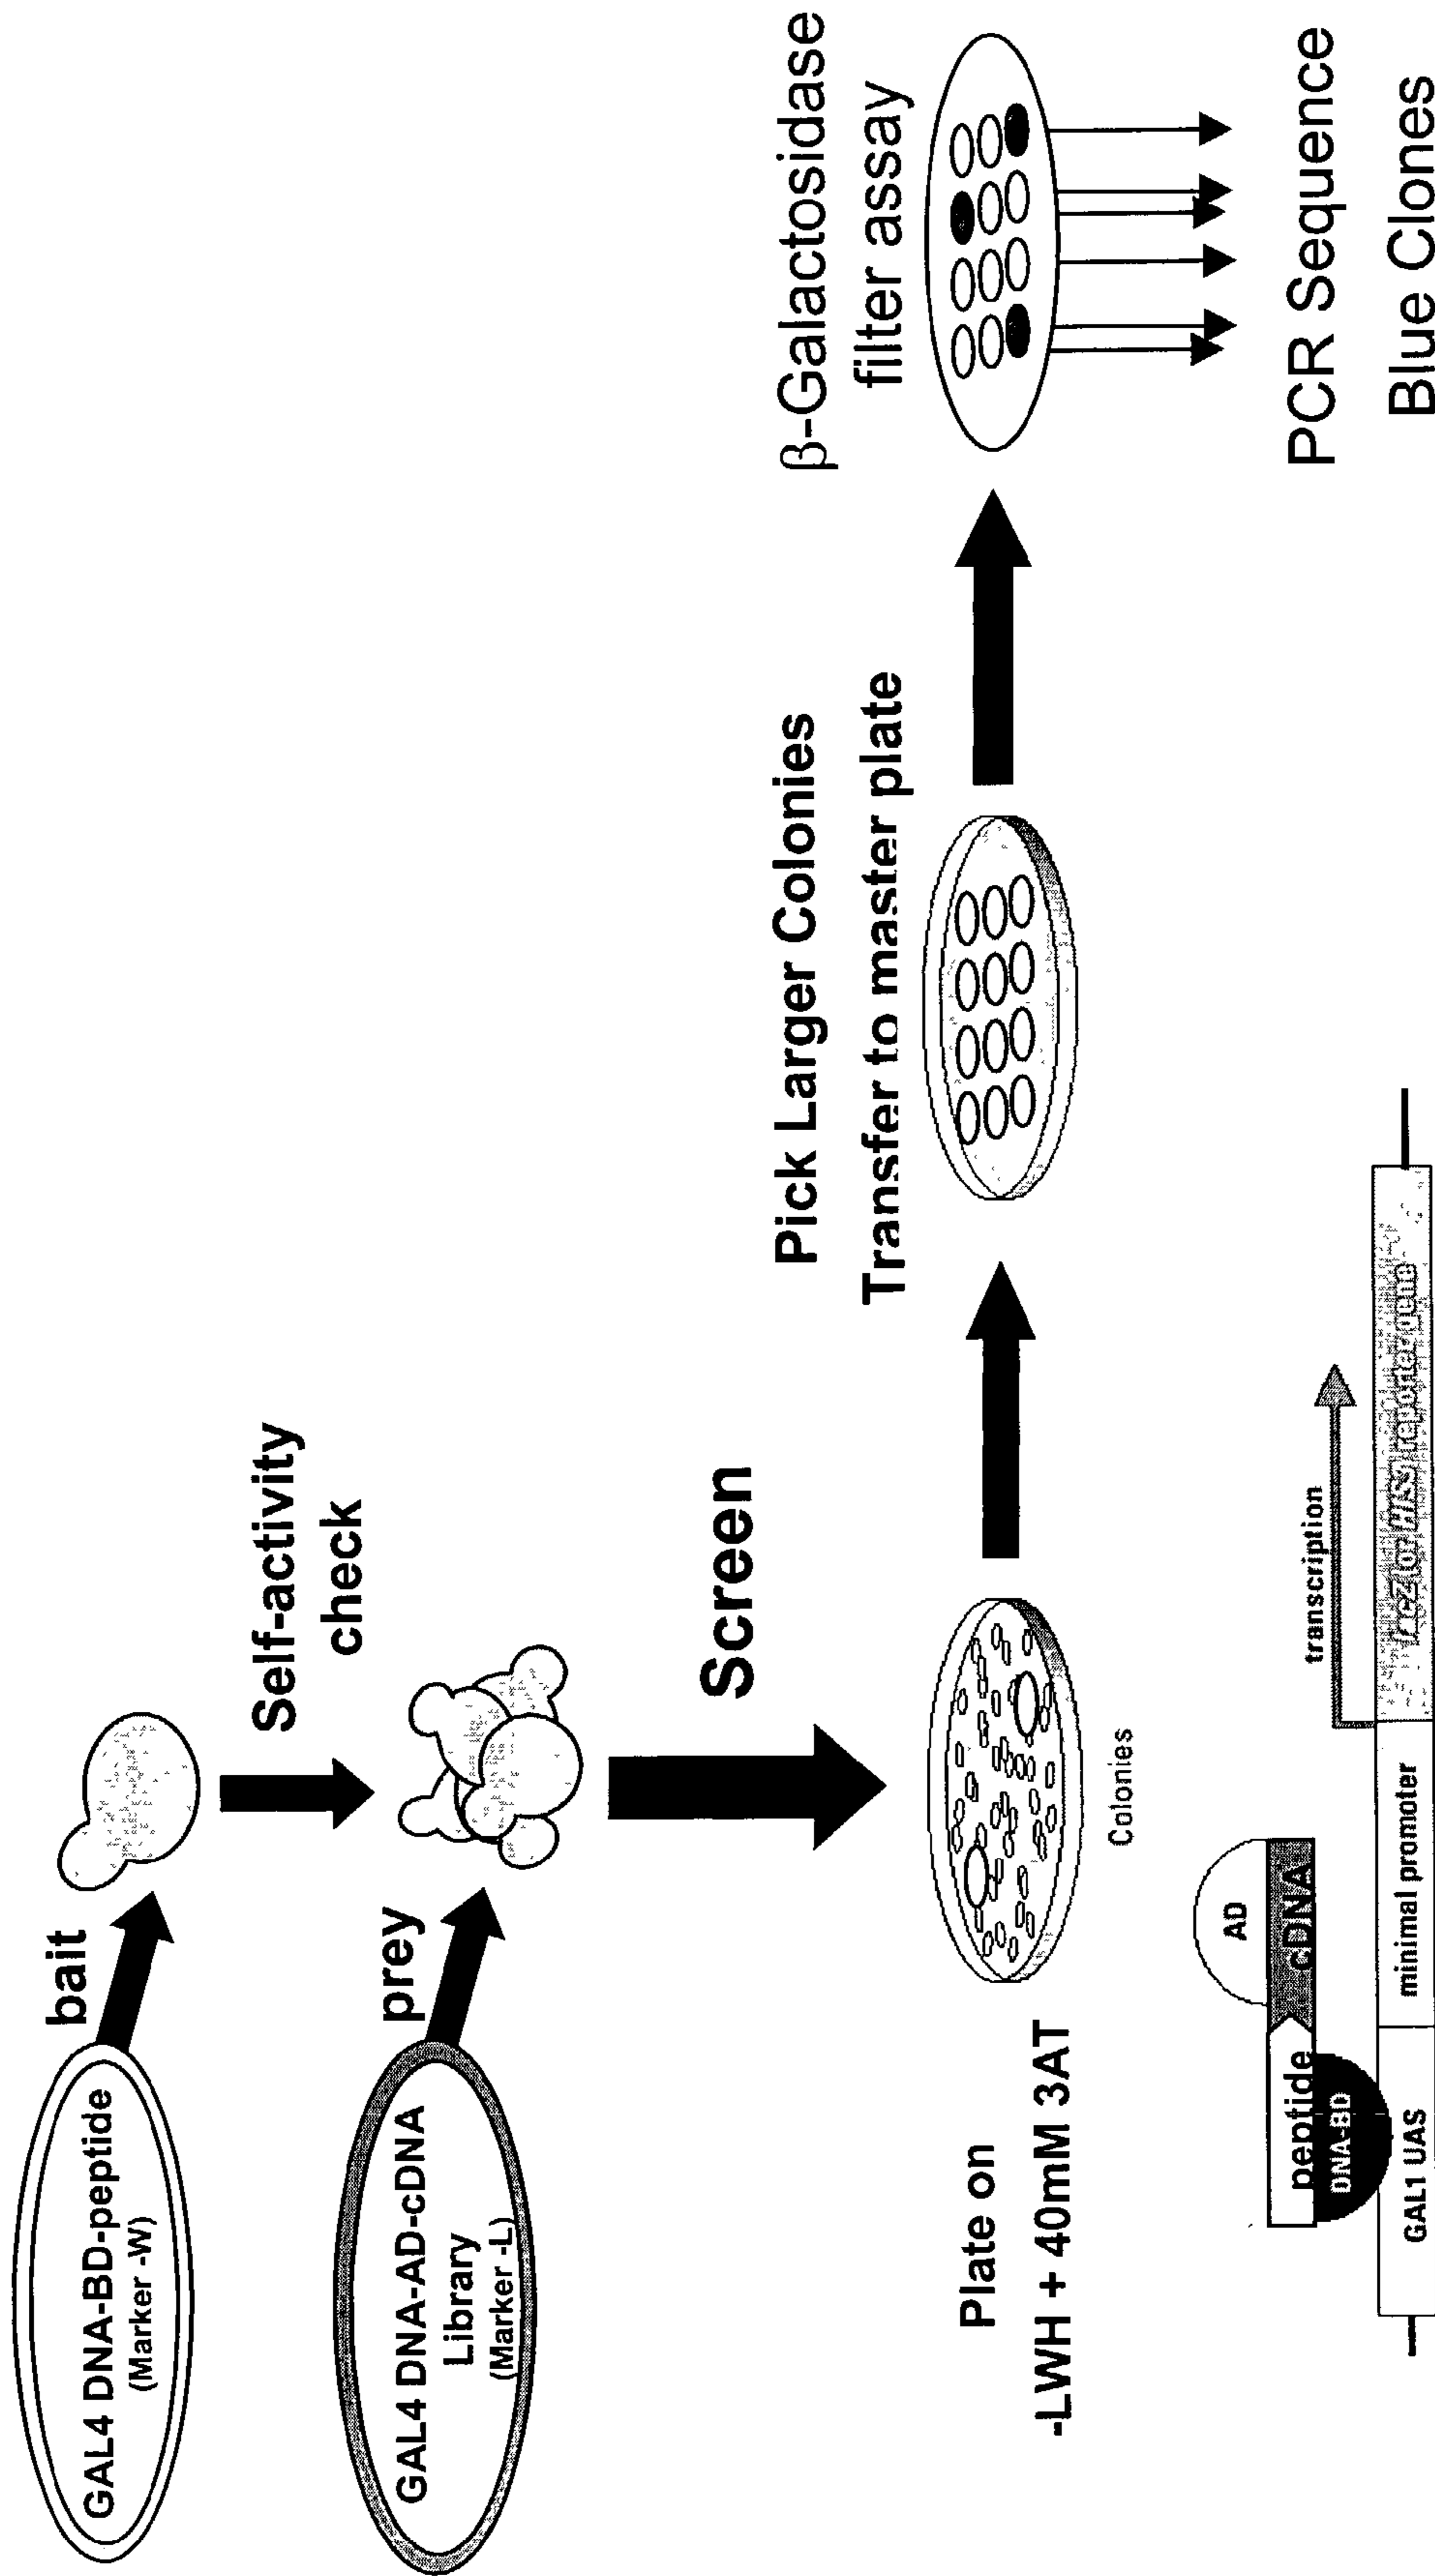 GAL4 DNA-BD-peptide
(Marker -W)
bait
Self-activity
check
GAL4 DNA-AD-cDNA
Library
(Marker -L)
prey
Screen
Plate on
-LWH + 40mM 3AT
Colonies
Pick Larger Colonies
Transfer to master plate
β-Galactosidase
filter assay
PCR Sequence
Blue Clones
AD
peptide
cDNA
DNA-BD
transcription
GAL1 UAS
minimal promoter
lacZ or HIS3 reporter gene